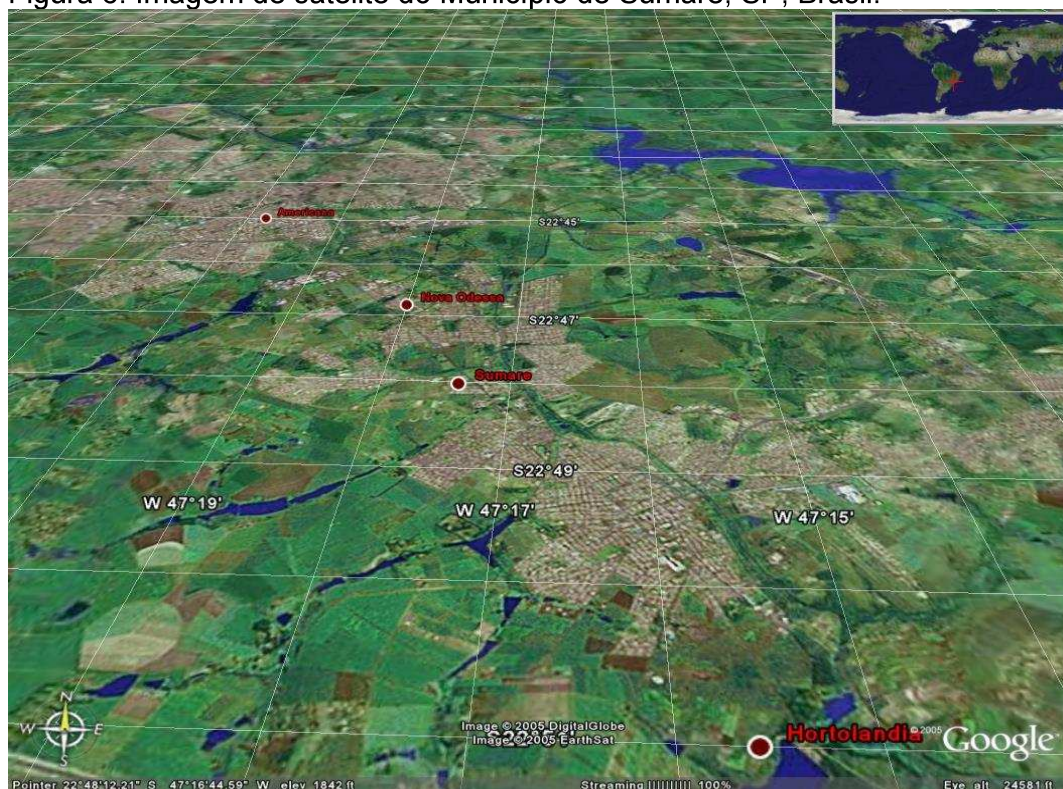 Figura 6. Imagem de satélite do Município de Sumaré, SP, Brasil.
Americana
S22°45'
Nova Odessa
S22°47'
Sumare
S22°49'
W 47°19'
W 47°17'
W 47°15'
N
W
E
S
Image © 2005 DigitalGlobe
Image © 2005 EarthSat
Hortolandia
© 2005 Google
Pointer 22°48'12.21" S 47°16'44.59" W elev 1842 ft
Streaming |||||||||| 100%
Eye alt 24581 ft